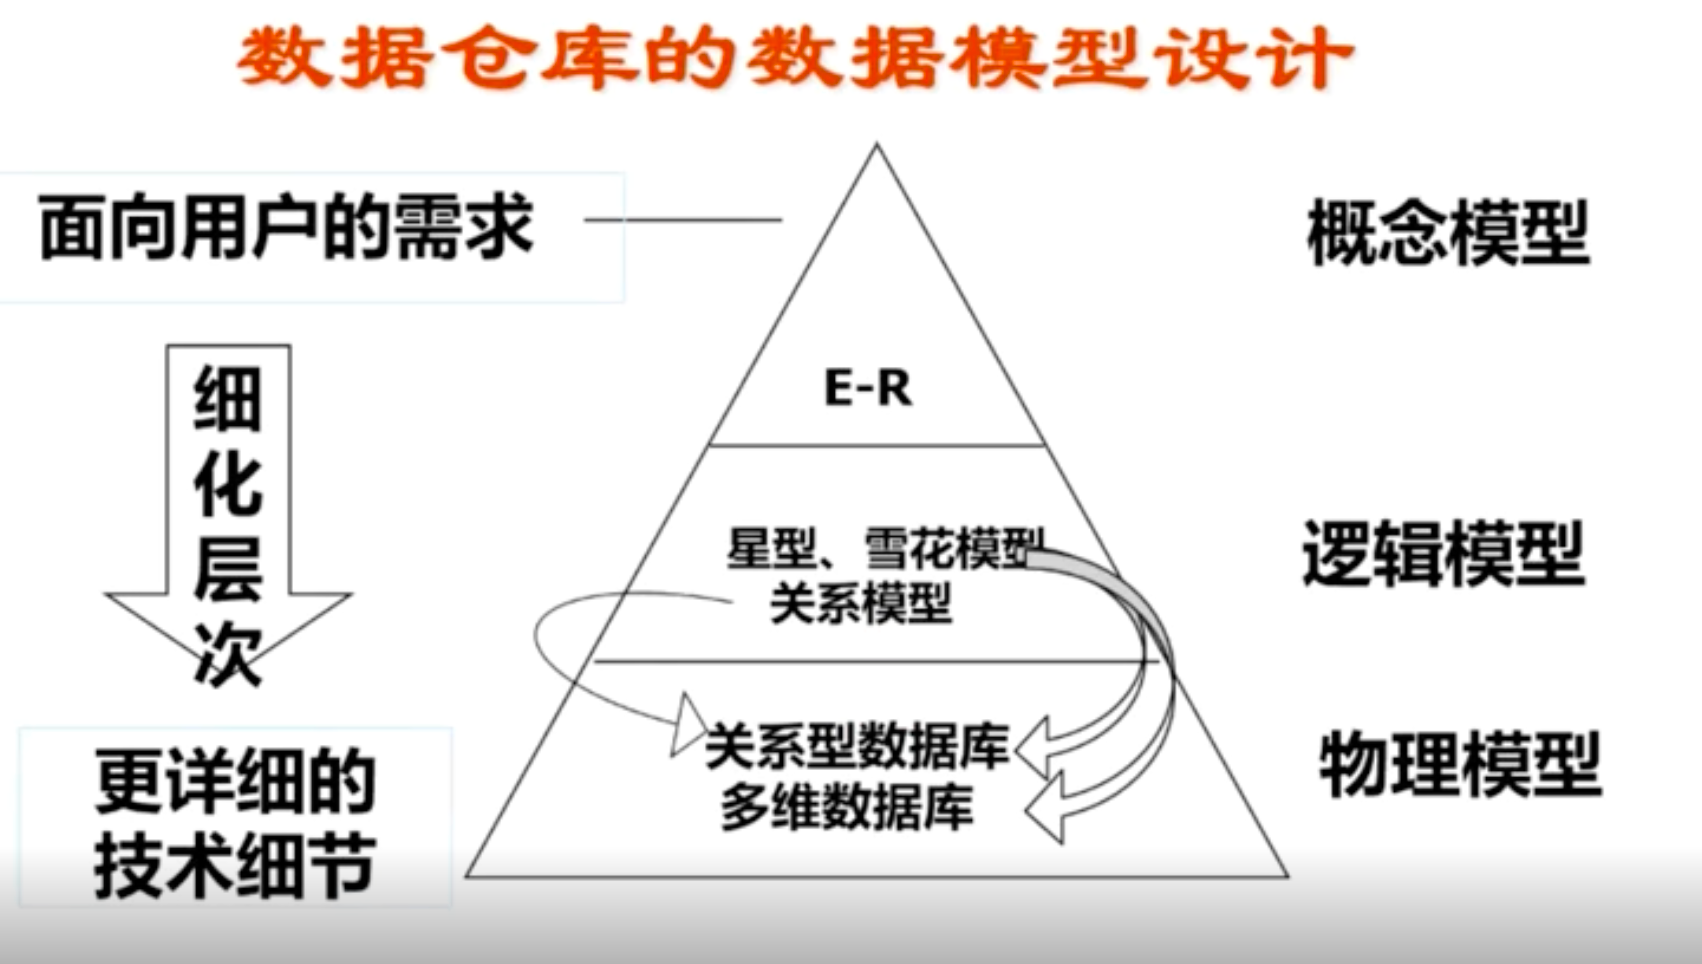 数据仓库的数据模型设计
面向用户的需求
概念模型
细化层次
E-R
星型、雪花模型
关系模型
逻辑模型
关系型数据库
多维数据库
物理模型
更详细的
技术细节